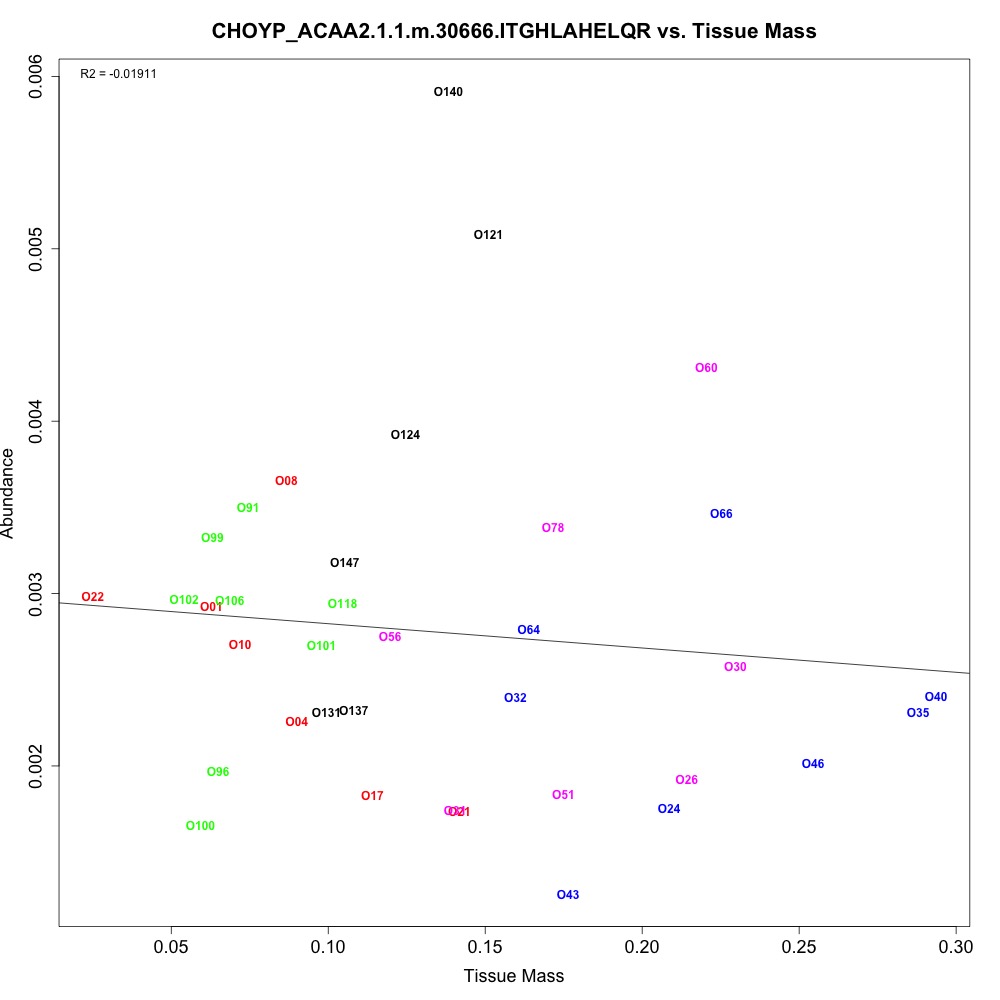 CHOYP_ACAA2.1.1.m.30666.ITGHLAHELQR vs. Tissue Mass
R2 = -0.01911
0.006
O140
O121
0.005
O60
0.004
O124
O08
O91
O66
O78
O99
O147
0.003
O22
O102
O01
O106
O118
O64
O56
O10
O101
O30
O32
O40
O131
O137
O35
O04
0.002
O46
O96
O26
O17
O51
O24
O21
O100
O43
Abundance
0.05
0.10
0.15
0.20
0.25
0.30
Tissue Mass